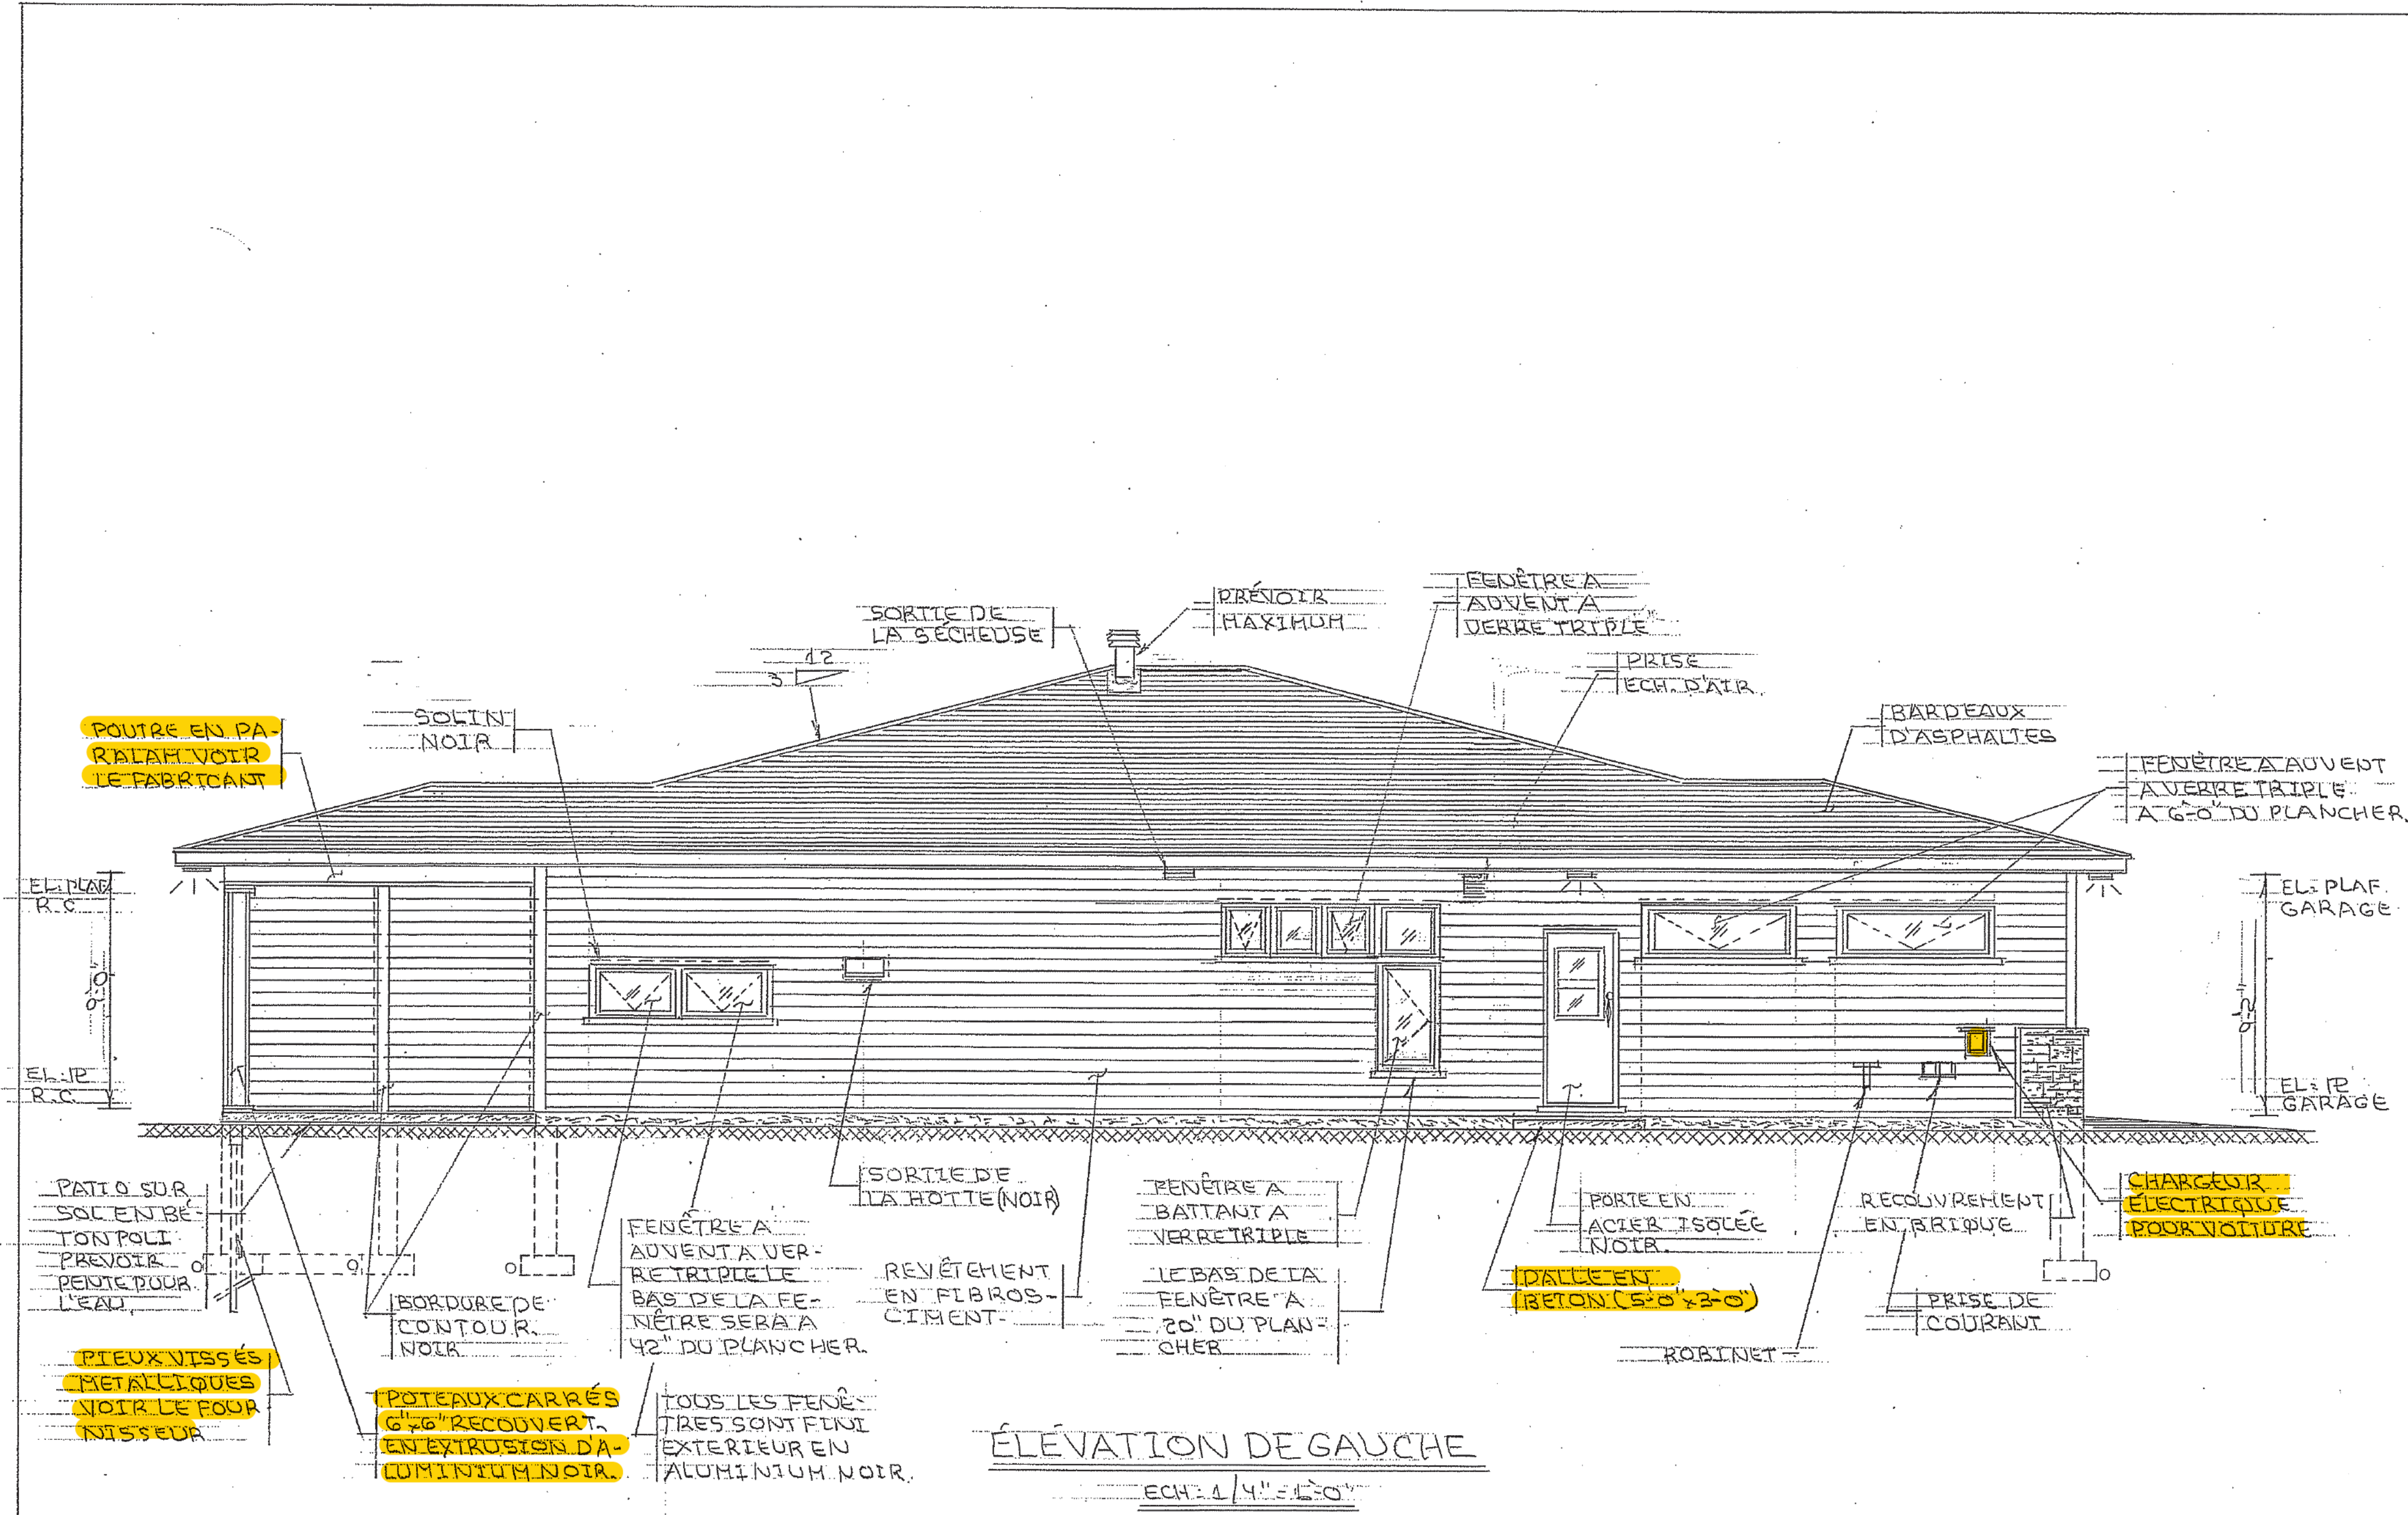 SORTIE DE
LA SÉCHEUSE
PRÉVOIR
MAXIMUM
FENÊTRE A
AUVENT A
VERRE TRIPLE
12
3
PRISE
ECH. D'AIR.
SOLIN
NOIR
POUTRE EN PA-
RALAM VOIR
LE FABRICANT
BARDEAUX
D'ASPHALTES
FENÊTRE A AUVENT
A VERRE TRIPLE
A 6'-0" DU PLANCHER.
EL: PLAF.
R.C.
9'-0"
EL: P
R.C.
EL: PLAF.
GARAGE
EL: P
GARAGE
PATIO SUR
SOL EN BÉ-
TON POLI
PREVOIR
PENTE POUR
L'EAU,
PIEUX VISSÉS
METALLIQUES
VOIR LE FOUR
NISSEUR
BORDURE DE
CONTOUR.
NOIR
POTEAUX CARRÉS
6"x6" RECOUVERT.
EN EXTRUSION D'A-
LUMINIUM NOIR.
FENÊTRE A
AUVENT A VER-
RE TRIPLE LE
BAS DE LA FE-
NÊTRE SERA A
42" DU PLANCHER.
TOUS LES FENÊ-
TRES SONT FINI
EXTERIEUR EN
ALUMINIUM NOIR.
SORTIE DE
LA HOTTE (NOIR)
REVÊTEMENT
EN FIBROS-
CIMENT-
FENÊTRE A
BATTANT A
VERRE TRIPLE
LE BAS DE LA
FENÊTRE A
20" DU PLAN-
CHER
PORTE EN
ACIER ISOLÉE
NOIR.
DALLE EN
BETON (5'-0" x 3'-0")
ROBINET
RECOUVREMENT
EN BRIQUE
PRISE DE
COURANT
CHARGEUR
ÉLECTRIQUE
POUR VOITURE
ÉLÉVATION DE GAUCHE
ECH: 1/4" = 1'-0"